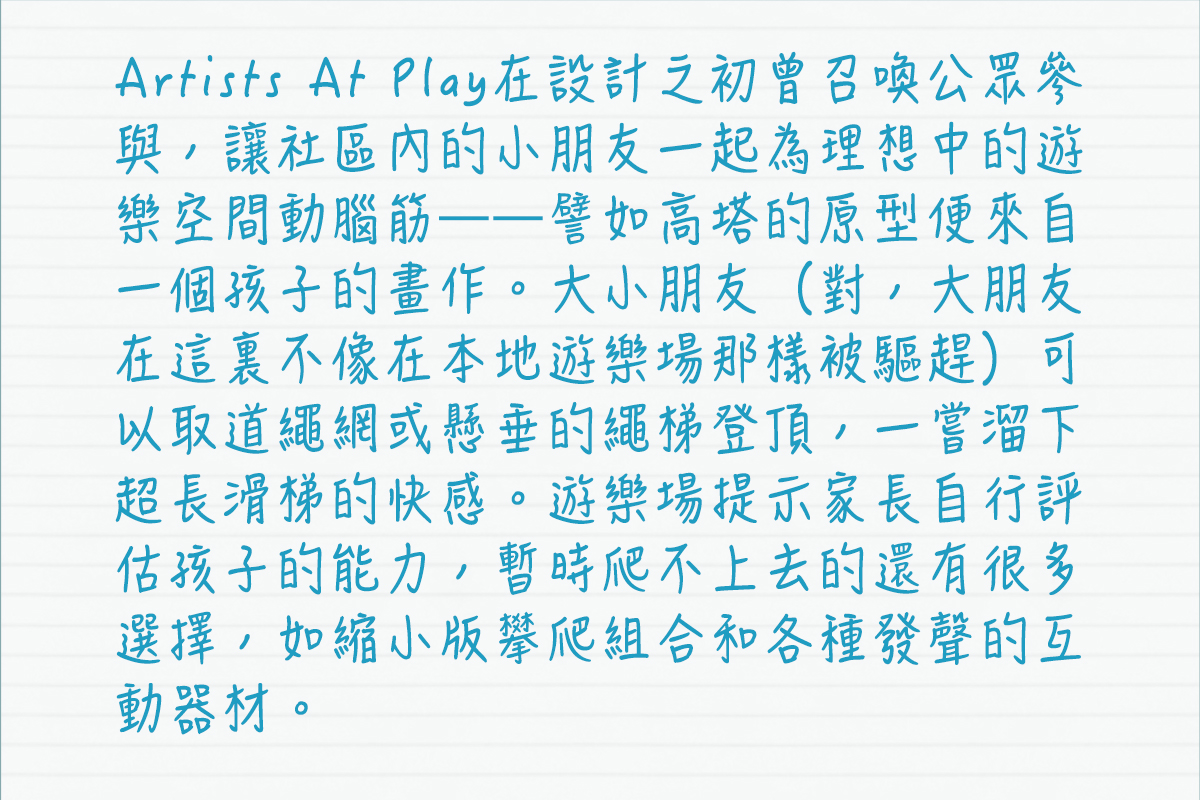 Artists At Play在設計之初曾召喚公眾參
與，讓社區內的小朋友一起為理想中的遊
樂空間動腦筋——譬如高塔的原型便來自
一個孩子的畫作。大小朋友（對，大朋友
在這裏不像在本地遊樂場那樣被驅趕）可
以取道繩網或懸垂的繩梯登頂，一嘗溜下
超長滑梯的快感。遊樂場提示家長自行評
估孩子的能力，暫時爬不上去的還有很多
選擇，如縮小版攀爬組合和各種發聲的互
動器材。